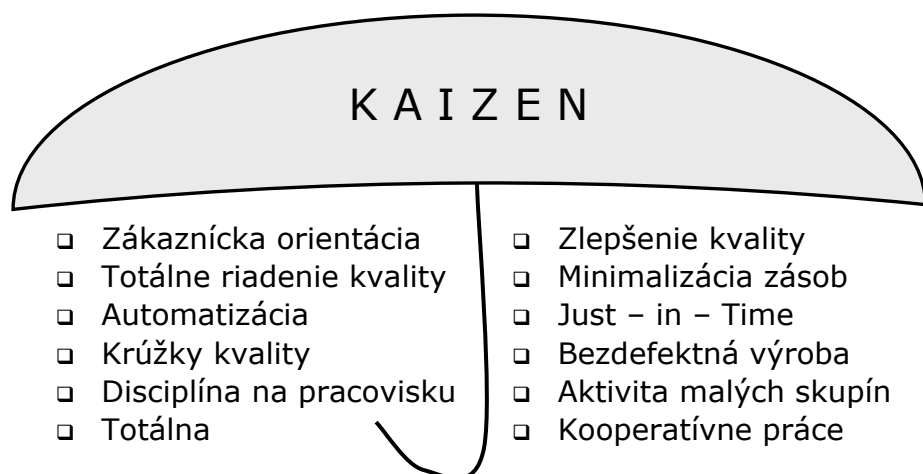 K A I Z E N
❑ Zákaznícka orientácia
❑ Totálne riadenie kvality
❑ Automatizácia
❑ Krúžky kvality
❑ Disciplína na pracovisku
❑ Totálna
❑ Zlepšenie kvality
❑ Minimalizácia zásob
❑ Just – in – Time
❑ Bezdefektná výroba
❑ Aktivita malých skupín
❑ Kooperatívne práce